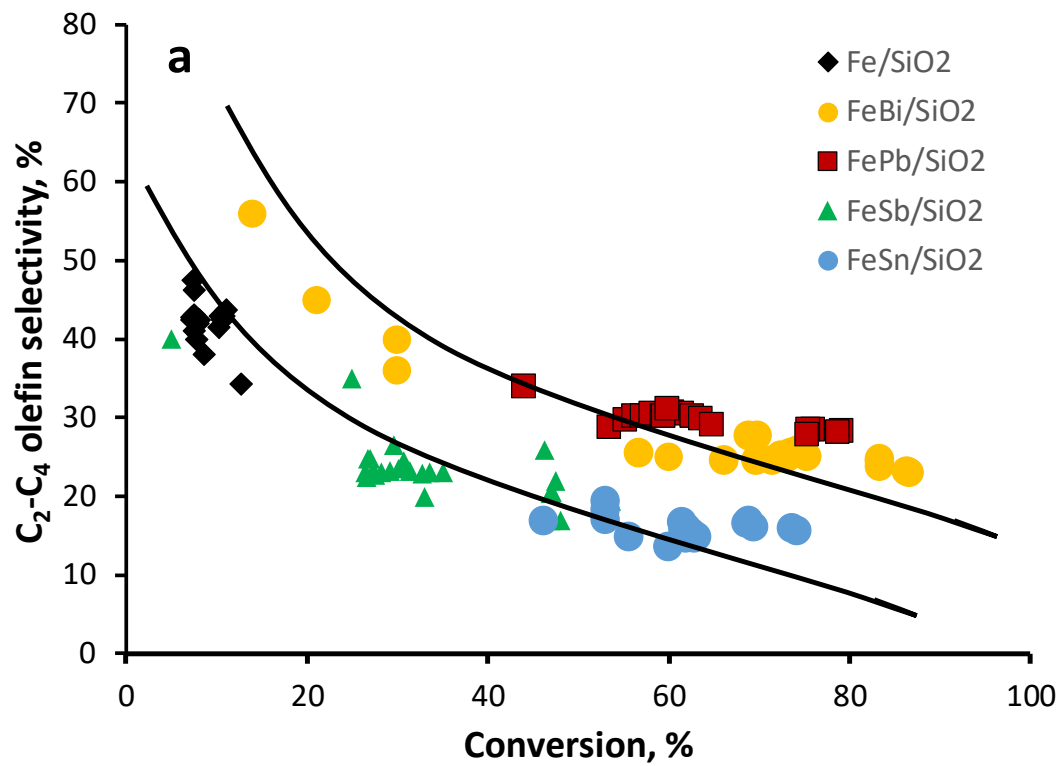 a
Fe/SiO2
FeBi/SiO2
FePb/SiO2
FeSb/SiO2
FeSn/SiO2
C₂-C₄ olefin selectivity, %
80
70
60
50
40
30
20
10
0
0 20 40 60 80 100
Conversion, %